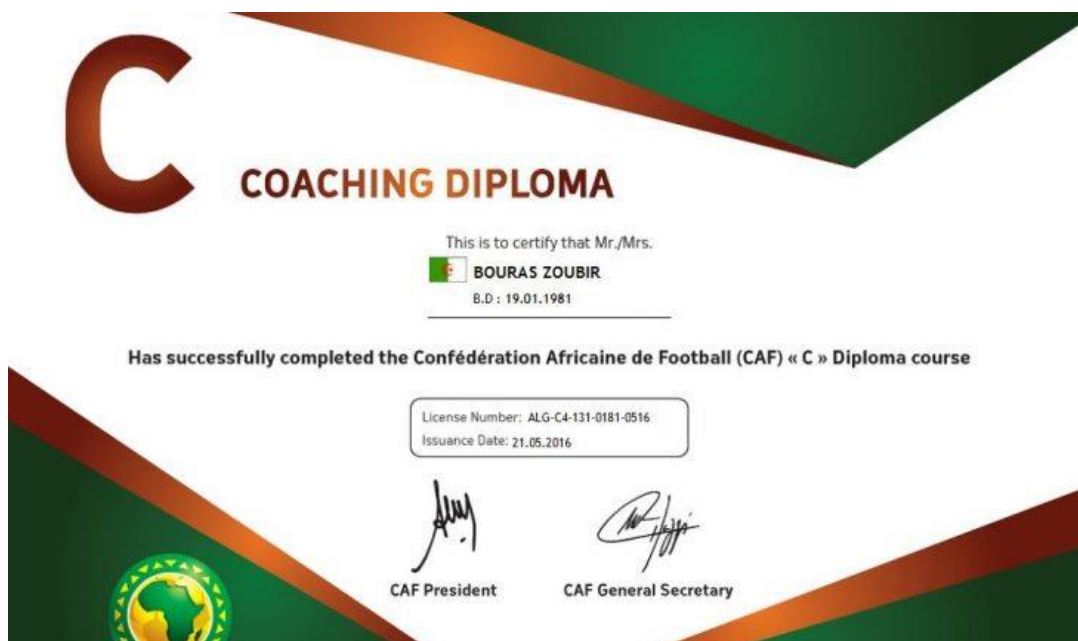 C
COACHING DIPLOMA
This is to certify that Mr./Mrs.
BOURAS ZOUBIR
B.D : 19.01.1981
Has successfully completed the Confédération Africaine de Football (CAF) « C » Diploma course
License Number: ALG-C4-131-0181-0516
Issuance Date: 21.05.2016
CAF President
CAF General Secretary